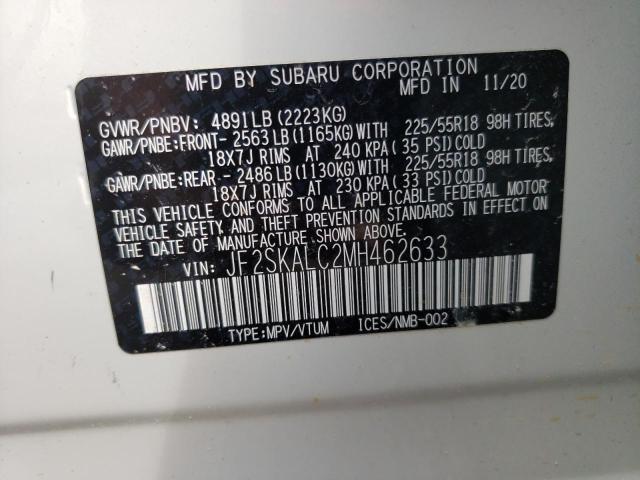 MFD BY SUBARU CORPORATION
MFD IN 11/20
GVWR/PNBV: 4891LB(2223KG)
GAWR/PNBE:FRONT- 2563LB(1165KG)WITH 225/55R18 98H TIRES,
18X7J RIMS AT 240 KPA( 35 PSI)COLD
GAWR/PNBE:REAR - 2486LB(1130KG)WITH 225/55R18 98H TIRES,
18X7J RIMS AT 230 KPA( 33 PSI)COLD
THIS VEHICLE CONFORMS TO ALL APPLICABLE FEDERAL MOTOR
VEHICLE SAFETY AND THEFT PREVENTION STANDARDS IN EFFECT ON
THE DATE OF MANUFACTURE SHOWN ABOVE.
VIN: JF2SKALC2MH462633
TYPE:MPV/VTUM ICES/NMB-002